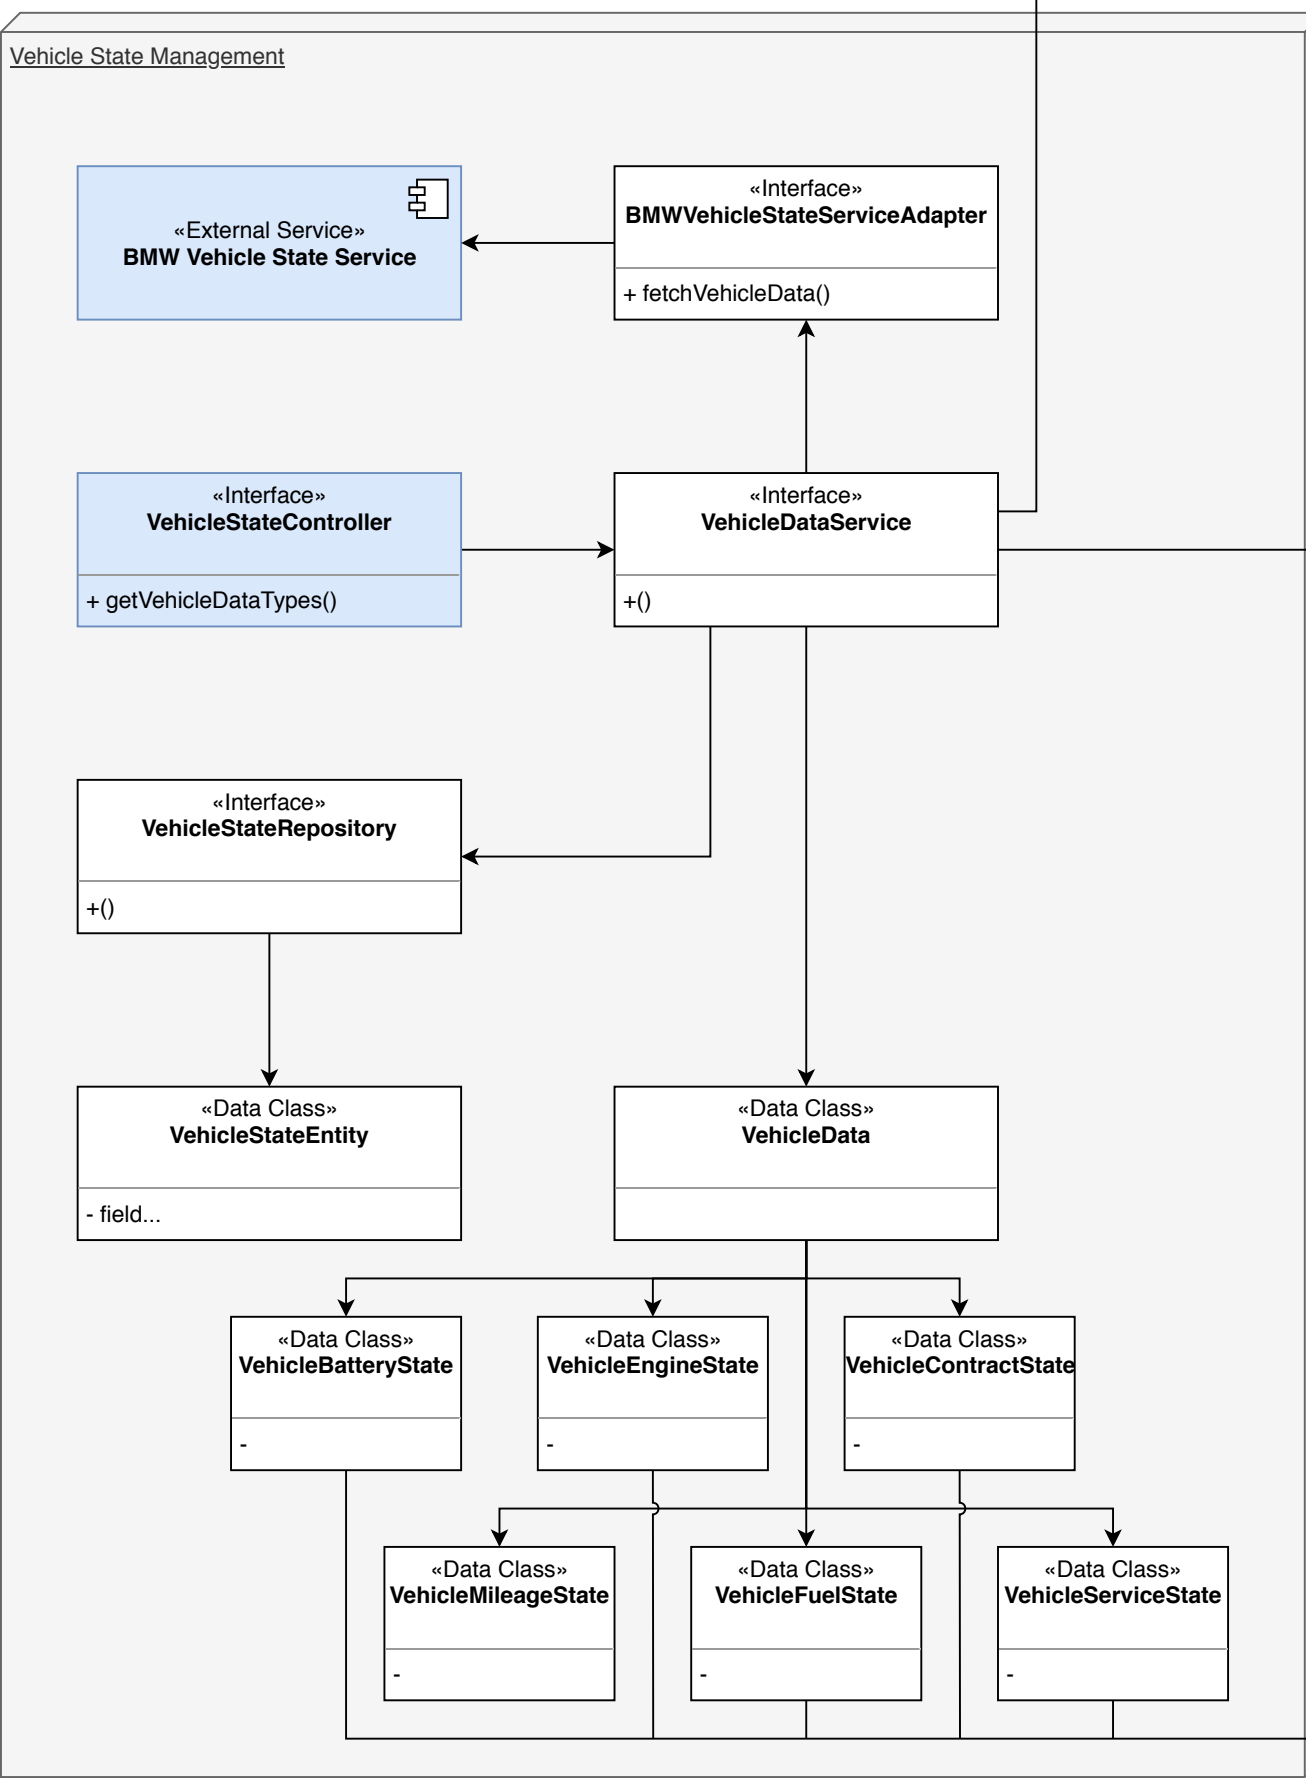 Vehicle State Management
«External Service»
BMW Vehicle State Service
«Interface»
BMWVehicleStateServiceAdapter
+ fetchVehicleData()
«Interface»
VehicleStateController
+ getVehicleDataTypes()
«Interface»
VehicleDataService
+()
«Interface»
VehicleStateRepository
+()
«Data Class»
VehicleStateEntity
- field...
«Data Class»
VehicleData
«Data Class»
VehicleBatteryState
-
«Data Class»
VehicleEngineState
-
«Data Class»
VehicleContractState
-
«Data Class»
VehicleMileageState
-
«Data Class»
VehicleFuelState
-
«Data Class»
VehicleServiceState
-